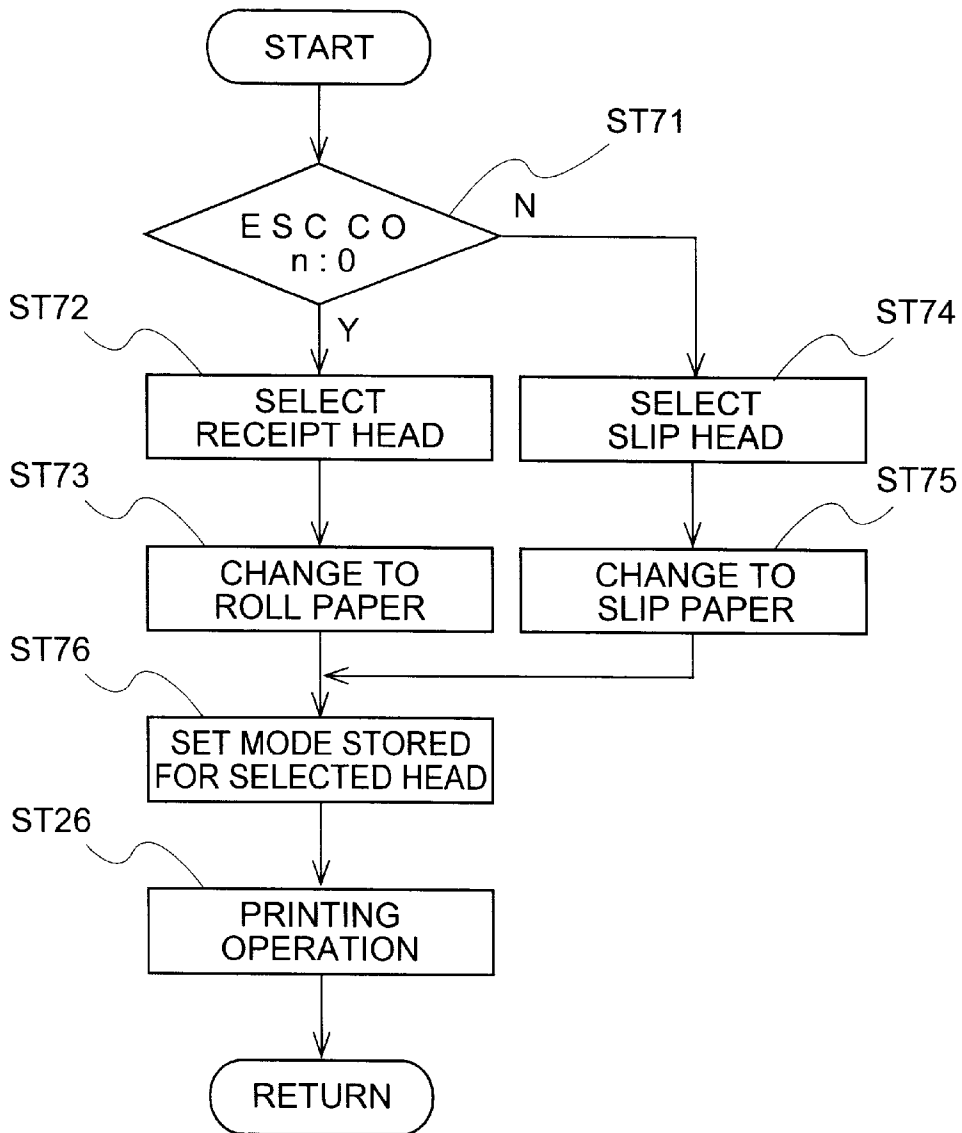 START
ST71
E S C C O
n : 0
N
Y
ST72
SELECT
RECEIPT HEAD
ST74
SELECT
SLIP HEAD
ST73
CHANGE TO
ROLL PAPER
ST75
CHANGE TO
SLIP PAPER
ST76
SET MODE STORED
FOR SELECTED HEAD
ST26
PRINTING
OPERATION
RETURN